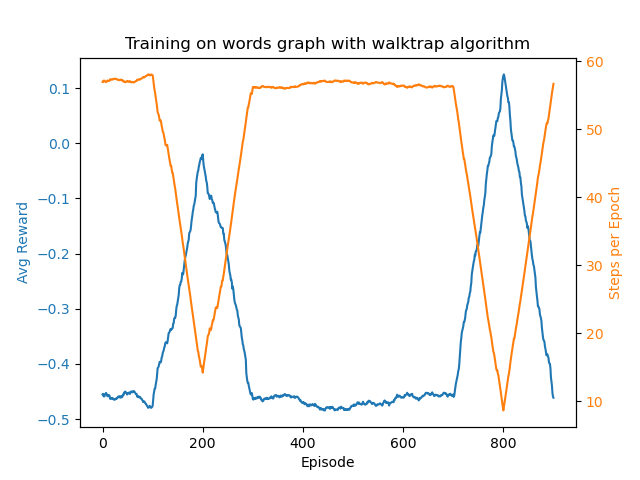 Training on words graph with walktrap algorithm
Avg Reward
0.1
0.0
−0.1
−0.2
−0.3
−0.4
−0.5
60
50
40
30
20
10
Steps per Epoch
0 200 400 600 800
Episode